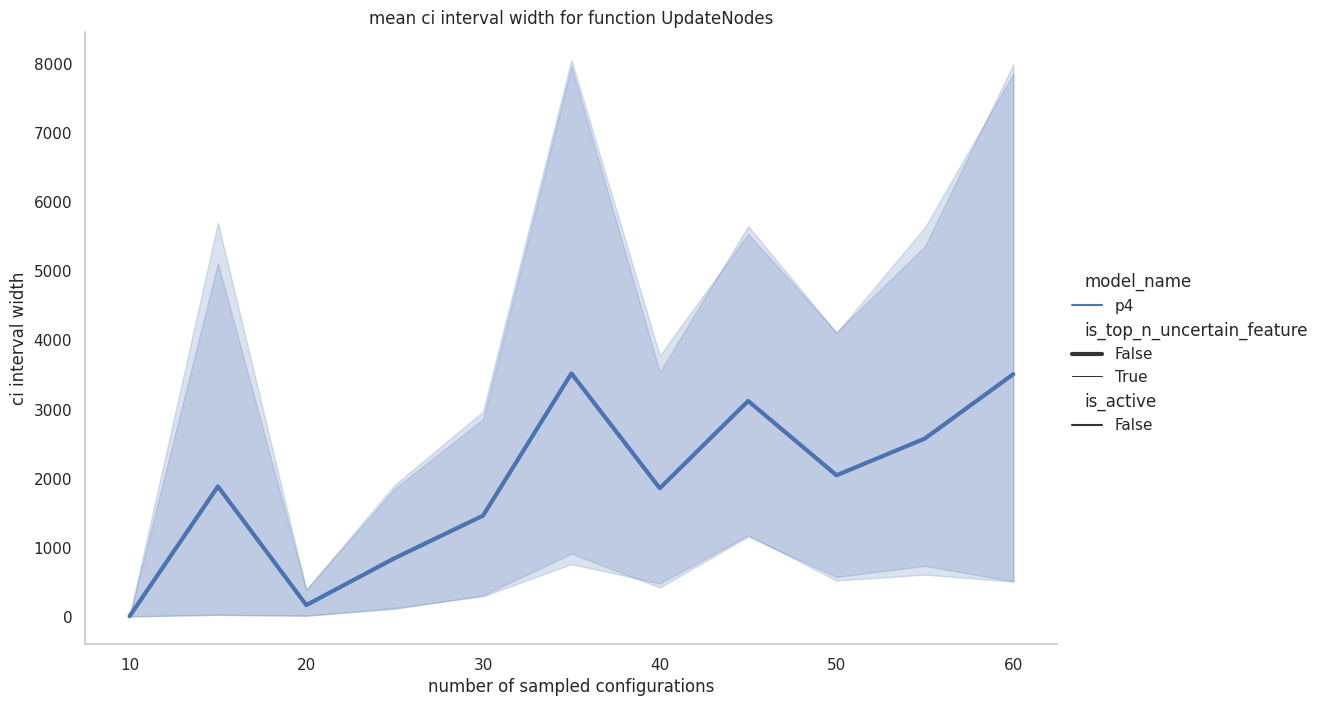 mean ci interval width for function UpdateNodes
8000
7000
6000
5000
4000
3000
2000
1000
0
ci interval width
10
20
30
40
50
60
number of sampled configurations
model_name
p4
is_top_n_uncertain_feature
False
True
is_active
False